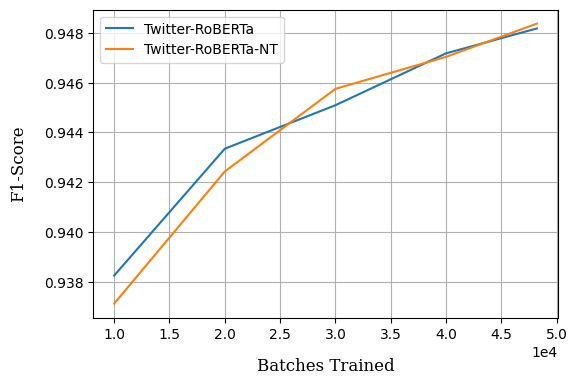 Twitter-RoBERTa
Twitter-RoBERTa-NT
0.948
0.946
0.944
0.942
0.940
0.938
F1-Score
1.0 1.5 2.0 2.5 3.0 3.5 4.0 4.5 5.0
1e4
Batches Trained